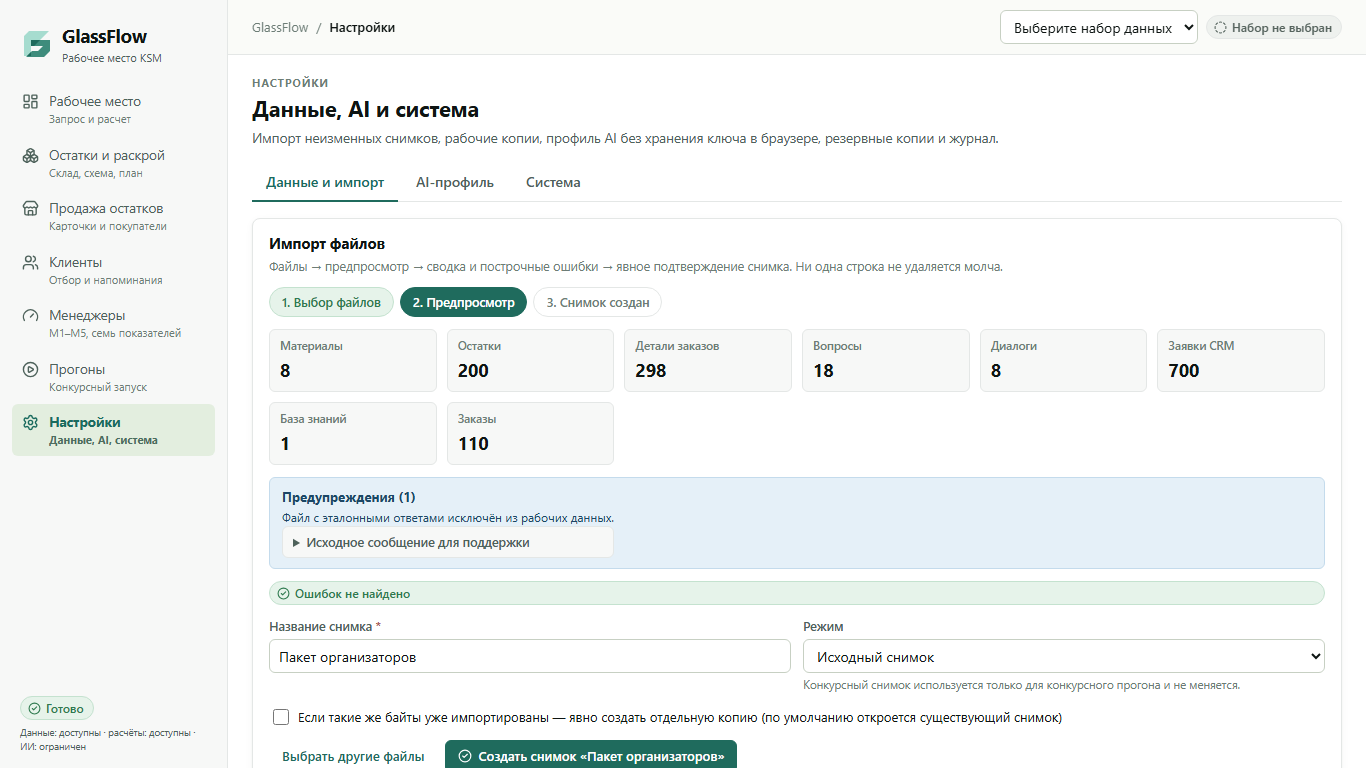 GlassFlow
Рабочее место KSM
Рабочее место
Запрос и расчет
Остатки и раскрой
Склад, схема, план
Продажа остатков
Карточки и покупатели
Клиенты
Отбор и напоминания
Менеджеры
М1–М5, семь показателей
Прогоны
Конкурсный запуск
Настройки
Данные, AI, система
Готово
Данные: доступны · расчёты: доступны ·
ИИ: ограничен
GlassFlow / Настройки
Выберите набор данных
Набор не выбран
НАСТРОЙКИ
Данные, AI и система
Импорт неизменных снимков, рабочие копии, профиль AI без хранения ключа в браузере, резервные копии и журнал.
Данные и импорт
AI-профиль
Система
Импорт файлов
Файлы → предпросмотр → сводка и построчные ошибки → явное подтверждение снимка. Ни одна строка не удаляется молча.
1. Выбор файлов
2. Предпросмотр
3. Снимок создан
Материалы
8
Остатки
200
Детали заказов
298
Вопросы
18
Диалоги
8
Заявки CRM
700
База знаний
1
Заказы
110
Предупреждения (1)
Файл с эталонными ответами исключён из рабочих данных.
Исходное сообщение для поддержки
Ошибок не найдено
Название снимка *
Пакет организаторов
Режим
Исходный снимок
Конкурсный снимок используется только для конкурсного прогона и не меняется.
Если такие же байты уже импортированы — явно создать отдельную копию (по умолчанию откроется существующий снимок)
Выбрать другие файлы
Создать снимок «Пакет организаторов»